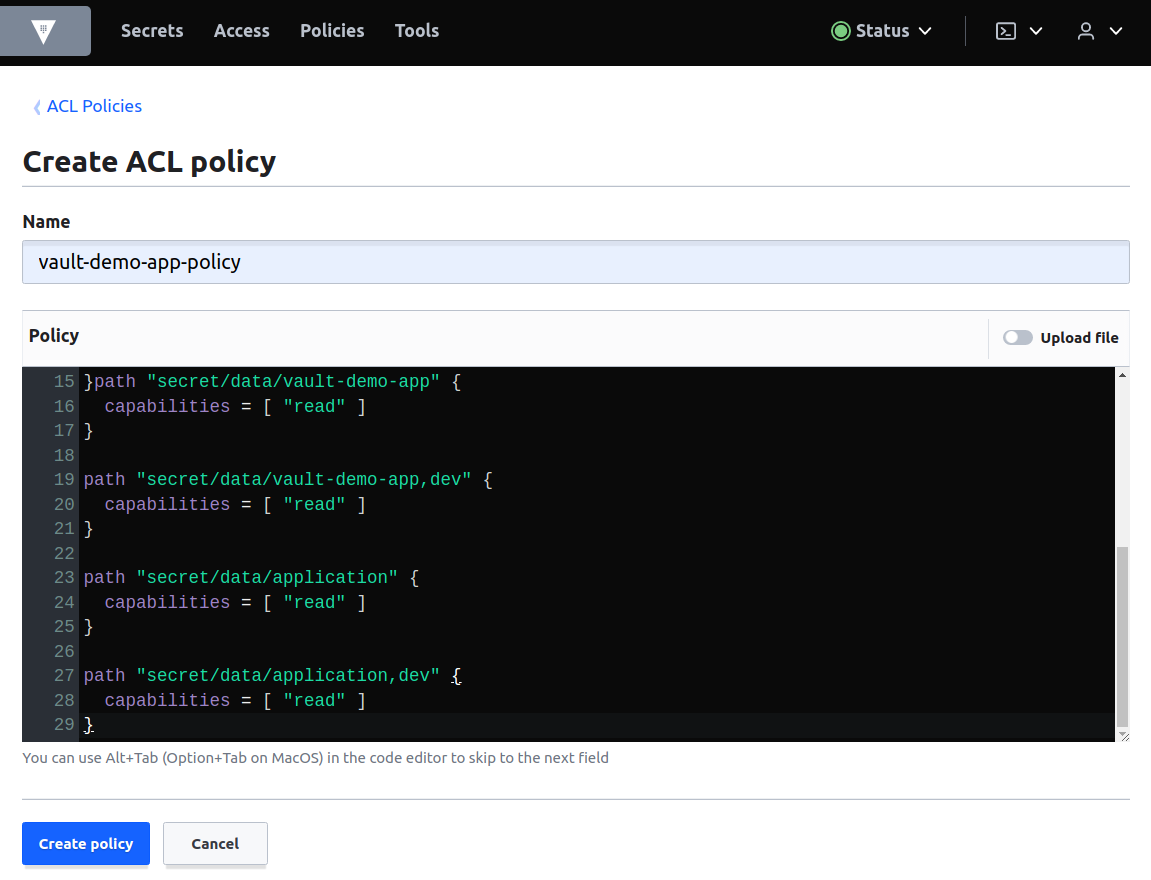 Secrets Access Policies Tools Status
ACL Policies
Create ACL policy
Name
vault-demo-app-policy
Policy Upload file
15 }path "secret/data/vault-demo-app" {
16   capabilities = [ "read" ]
17 }
18
19 path "secret/data/vault-demo-app,dev" {
20   capabilities = [ "read" ]
21 }
22
23 path "secret/data/application" {
24   capabilities = [ "read" ]
25 }
26
27 path "secret/data/application,dev" {
28   capabilities = [ "read" ]
29 }
You can use Alt+Tab (Option+Tab on MacOS) in the code editor to skip to the next field
Create policy Cancel